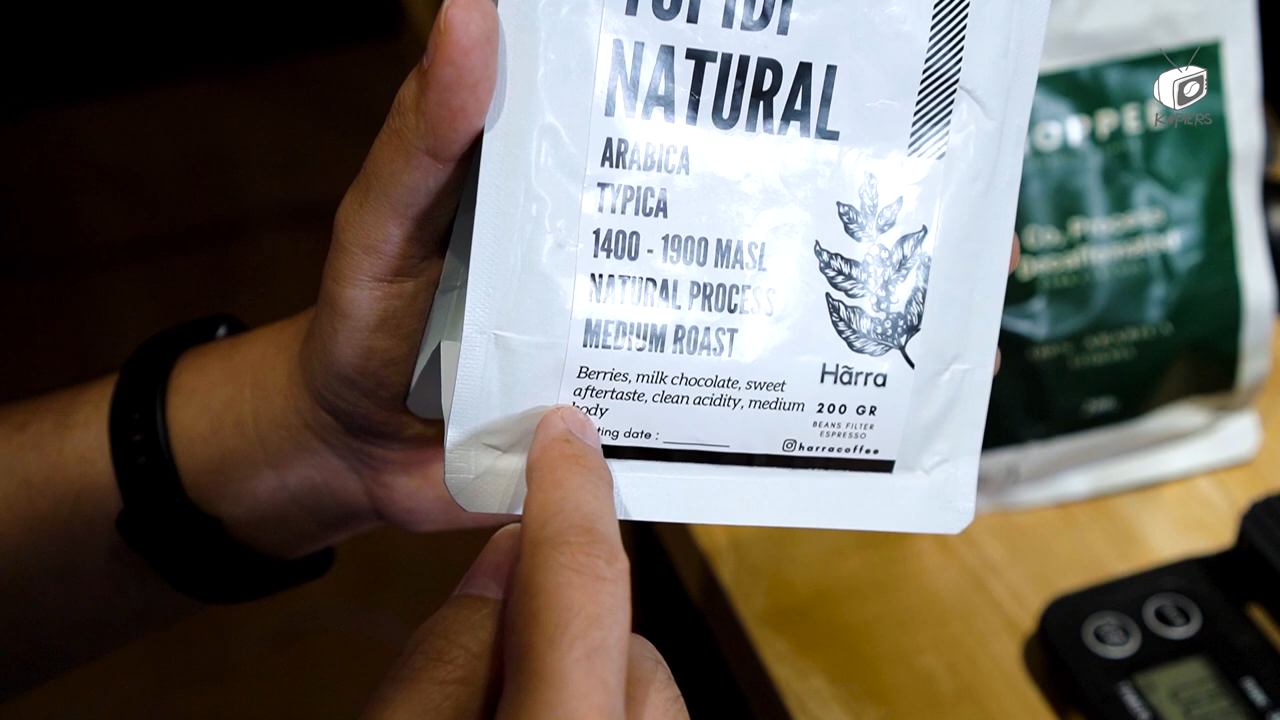 NATURAL
ARABICA
TYPICA
1400 - 1900 MASL
NATURAL PROCESS
MEDIUM ROAST
Berries, milk chocolate, sweet
aftertaste, clean acidity, medium
body
ting date :
Hãrra
200 GR
BEANS FILTER
ESPRESSO
harracoffee
KOPIERS
OPPE